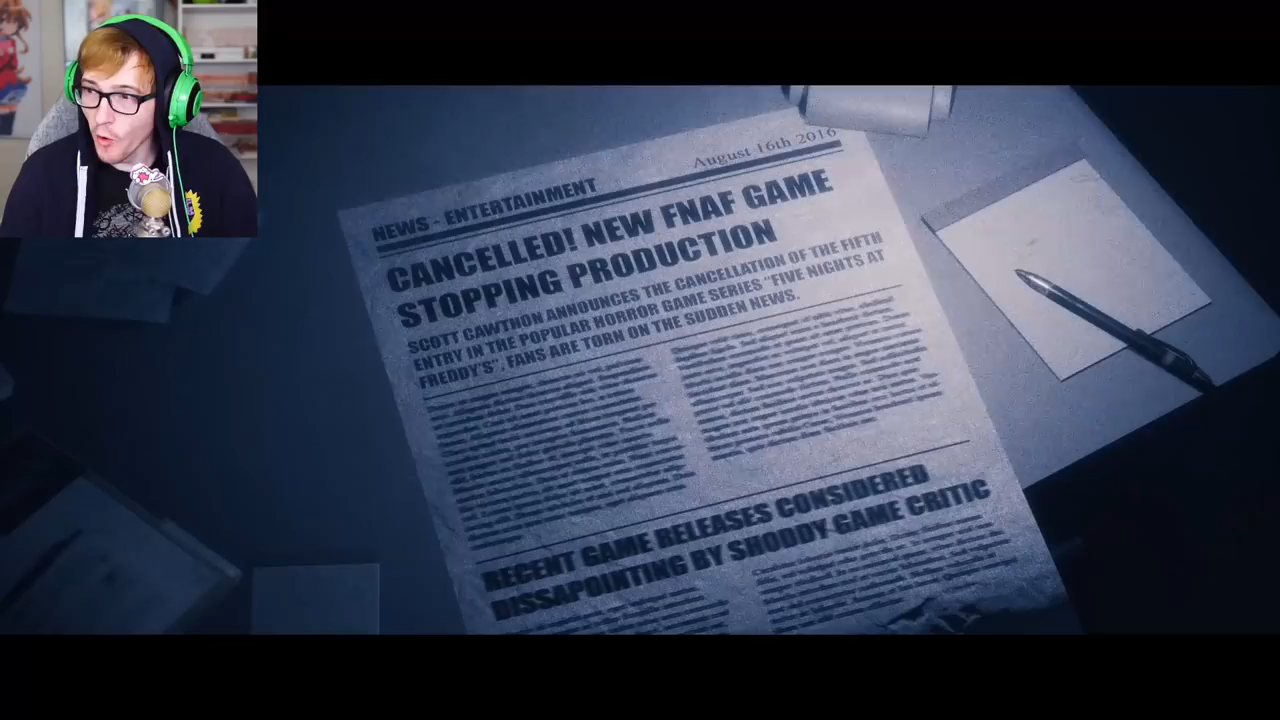 August 16th 2016
NEWS - ENTERTAINMENT
CANCELLED! NEW FNAF GAME
STOPPING PRODUCTION
SCOTT CAWTHON ANNOUNCES THE CANCELLATION OF THE FIFTH
ENTRY IN THE POPULAR HORROR GAME SERIES "FIVE NIGHTS AT
FREDDY'S", FANS ARE TORN ON THE SUDDEN NEWS.
RECENT GAME RELEASES CONSIDERED
DISSAPOINTING BY SHODDY GAME CRITIC